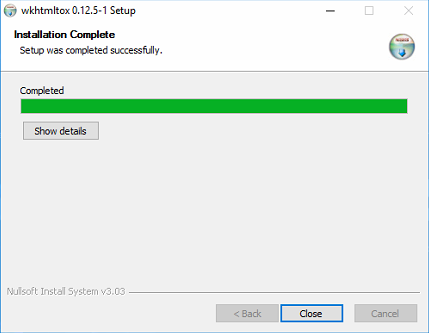 wkhtmltox 0.12.5-1 Setup
Installation Complete
Setup was completed successfully.
Completed
Show details
Nullsoft Install System v3.03
< Back
Close
Cancel